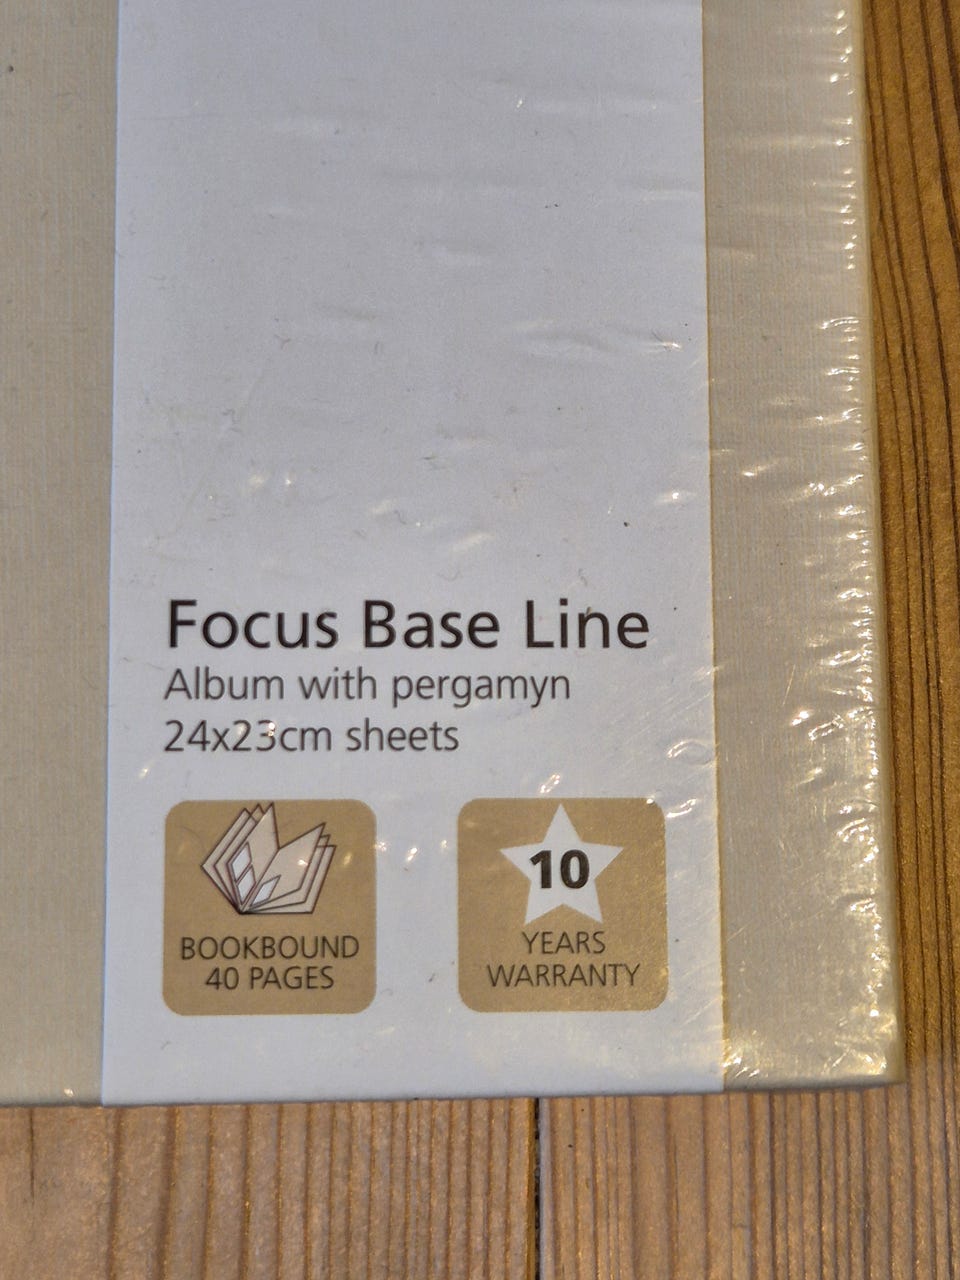 Focus Base Line
Album with pergamyn
24x23cm sheets
BOOKBOUND
40 PAGES
10
YEARS
WARRANTY